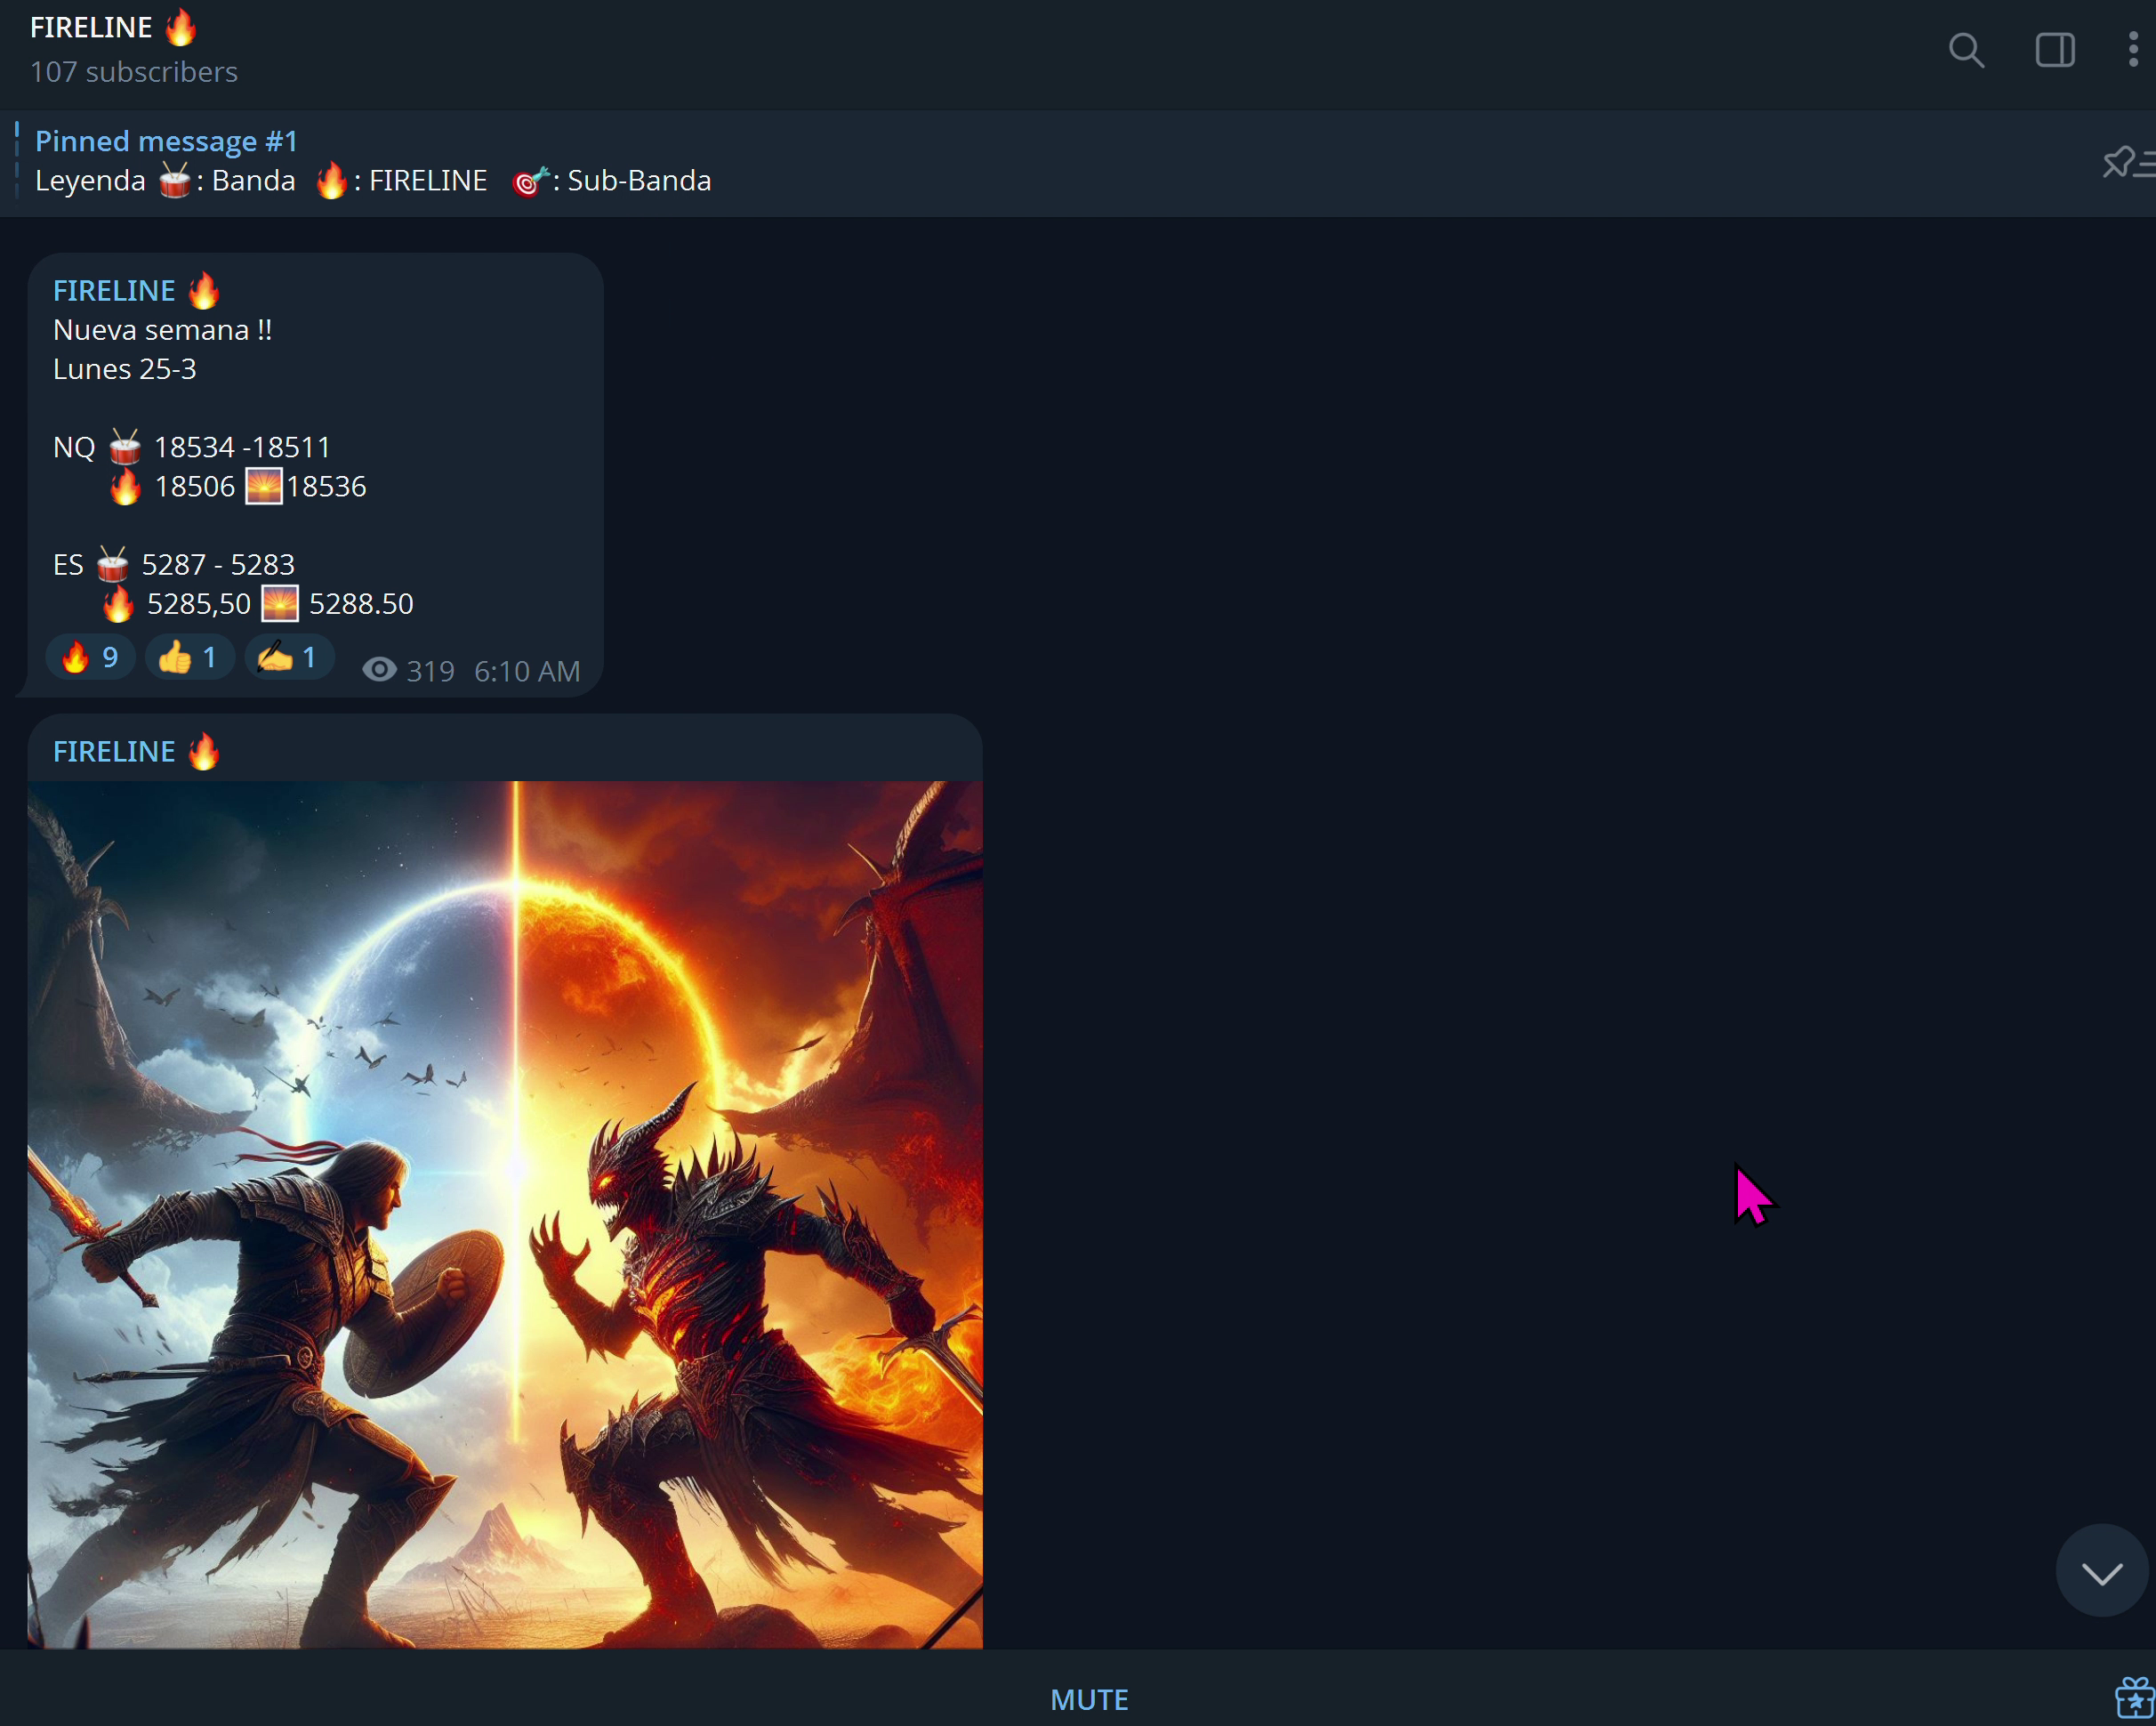 FIRELINE 🔥
107 subscribers
Pinned message #1
Leyenda 🥁: Banda 🔥: FIRELINE 🎯: Sub-Banda
FIRELINE 🔥
Nueva semana !!
Lunes 25-3
NQ 🥁 18534 -18511
🔥 18506 🌅18536
ES 🥁 5287 - 5283
🔥 5285,50 🌅 5288.50
🔥 9 👍 1 ✍ 1 319 6:10 AM
FIRELINE 🔥
MUTE